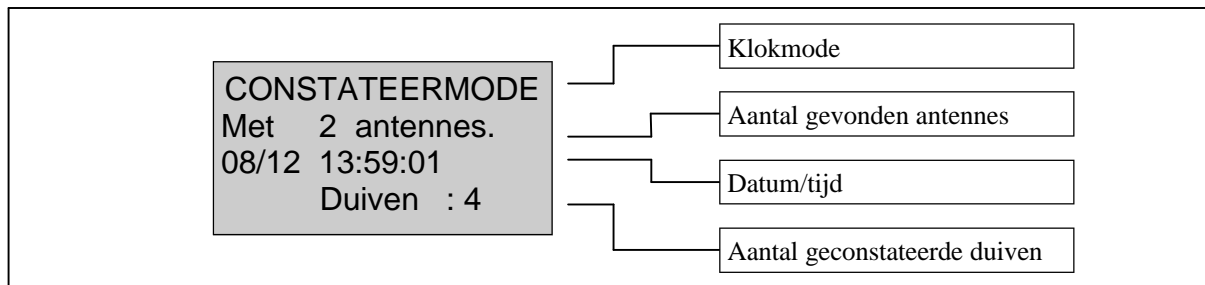 CONSTATEERMODE
Met 2 antennes.
08/12 13:59:01
Duiven : 4
Klokmode
Aantal gevonden antennes
Datum/tijd
Aantal geconstateerde duiven